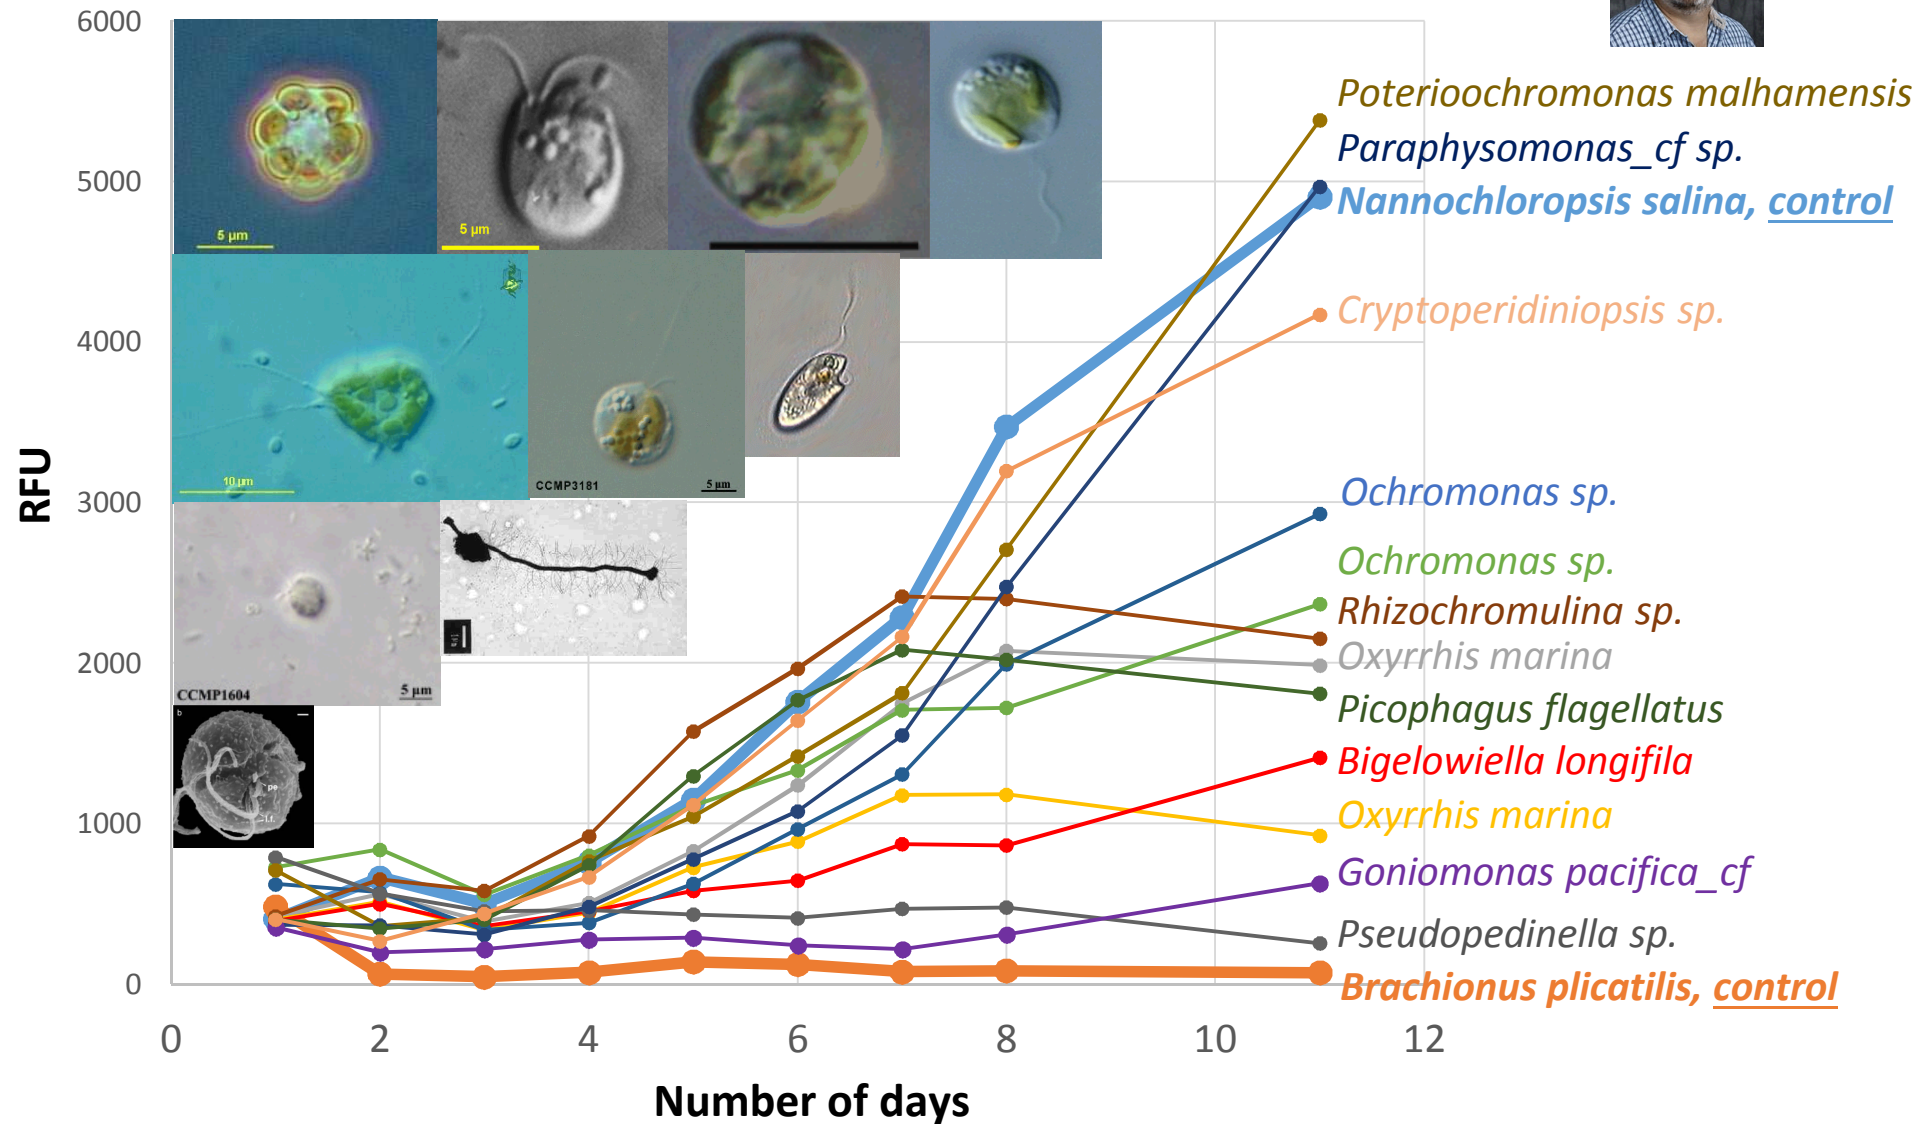 6000
5000
4000
3000
2000
1000
0
RFU
0
2
4
6
8
10
12
Number of days
5 µm
5 µm
10 µm
CCMP3181
5 µm
CCMP1604
5 µm
b
pe
l.f.
Poterioochromonas malhamensis
Paraphysomonas_cf sp.
Nannochloropsis salina, control
Cryptoperidiniopsis sp.
Ochromonas sp.
Ochromonas sp.
Rhizochromulina sp.
Oxyrrhis marina
Picophagus flagellatus
Bigelowiella longifila
Oxyrrhis marina
Goniomonas pacifica_cf
Pseudopedinella sp.
Brachionus plicatilis, control